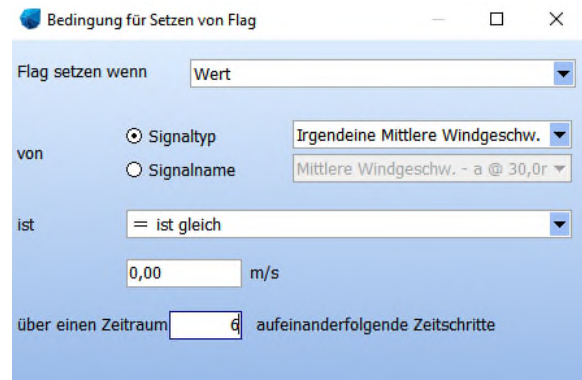 Bedingung für Setzen von Flag
Flag setzen wenn Wert
von
Signaltyp Irgendeine Mittlere Windgeschw.
Signalname Mittlere Windgeschw. - a @ 30,0r
ist = ist gleich
0,00 m/s
über einen Zeitraum 6 aufeinanderfolgende Zeitschritte